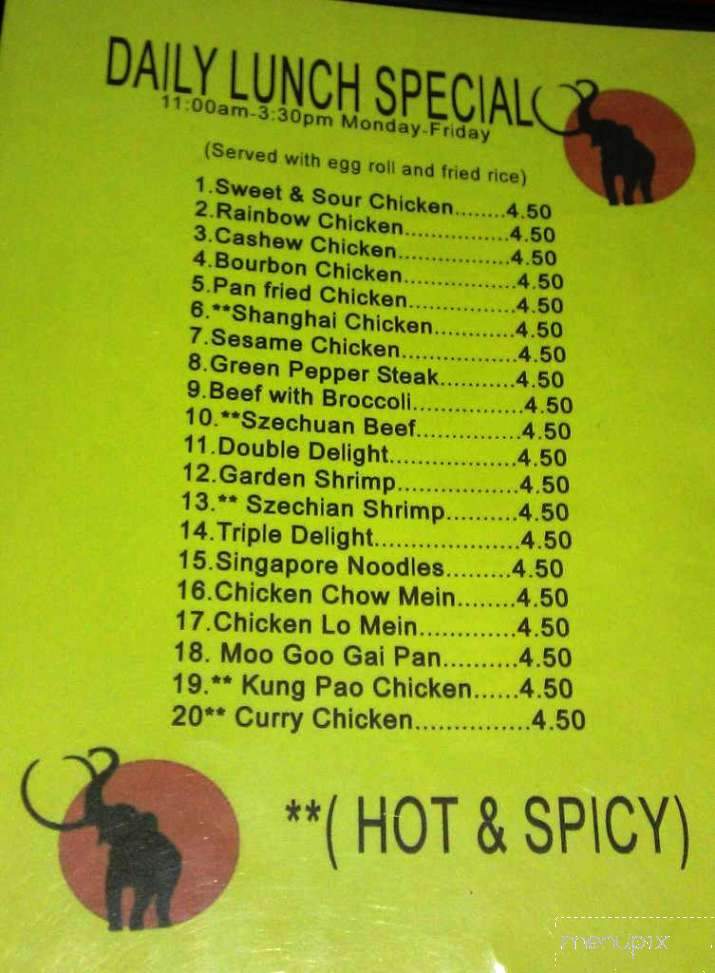 DAILY LUNCH SPECIAL
11:00am-3:30pm Monday-Friday
(Served with egg roll and fried rice)
1.Sweet & Sour Chicken........4.50
2.Rainbow Chicken................4.50
3.Cashew Chicken.................4.50
4.Bourbon Chicken.................4.50
5.Pan fried Chicken................4.50
6.**Shanghai Chicken............4.50
7.Sesame Chicken.................4.50
8.Green Pepper Steak...........4.50
9.Beef with Broccoli................4.50
10.**Szechuan Beef...............4.50
11.Double Delight...................4.50
12.Garden Shrimp..................4.50
13.** Szechian Shrimp..........4.50
14.Triple Delight.....................4.50
15.Singapore Noodles.........4.50
16.Chicken Chow Mein........4.50
17.Chicken Lo Mein.............4.50
18. Moo Goo Gai Pan..........4.50
19.** Kung Pao Chicken......4.50
20** Curry Chicken...............4.50
**( HOT & SPICY)
menupix